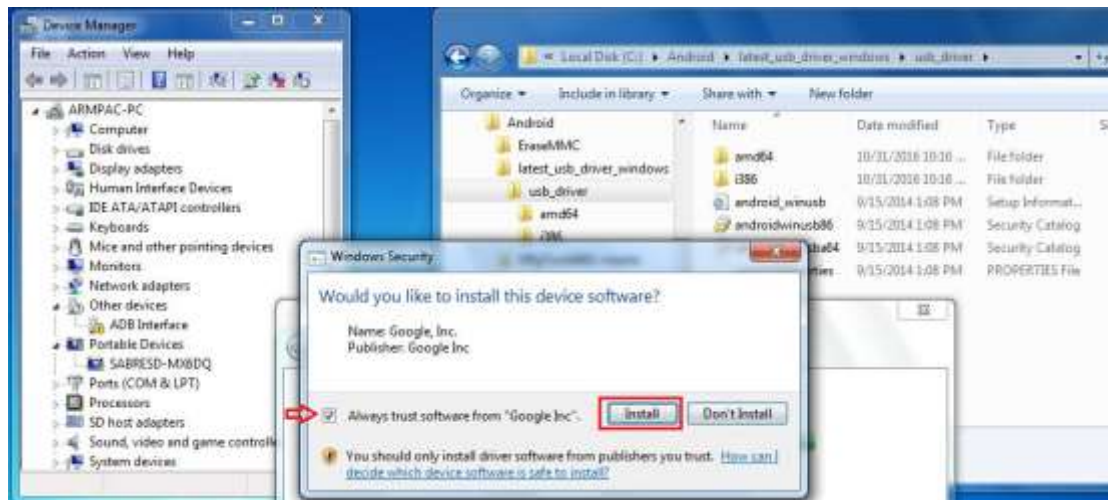 Device Manager
File Action View Help
ARMPAC-PC
Computer
Disk drives
Display adapters
Human Interface Devices
IDE ATA/ATAPI controllers
Keyboards
Mice and other pointing devices
Monitors
Network adapters
Other devices
ADB Interface
Portable Devices
SABRESD-MX6DQ
Ports (COM & LPT)
Processors
SD host adapters
Sound, video and game controlle
System devices
Local Disk (C:) Android latest_usb_driver_windows usb_driver
Organize Include in library Share with New folder
Android
EraseMMC
latest_usb_driver_windows
usb_driver
amd64
i386
Name Date modified Type S
amd64 10/31/2016 10:16 ... File folder
i386 10/31/2016 10:16 ... File folder
android_winusb 9/15/2014 1:08 PM Setup Informat...
androidwinusb86 9/15/2014 1:08 PM Security Catalog
sba64 9/15/2014 1:08 PM Security Catalog
rties 9/15/2014 1:08 PM PROPERTIES File
Windows Security
Would you like to install this device software?
Name: Google, Inc.
Publisher: Google Inc
Always trust software from "Google Inc".
Install
Don't Install
You should only install driver software from publishers you trust. How can I
decide which device software is safe to install?